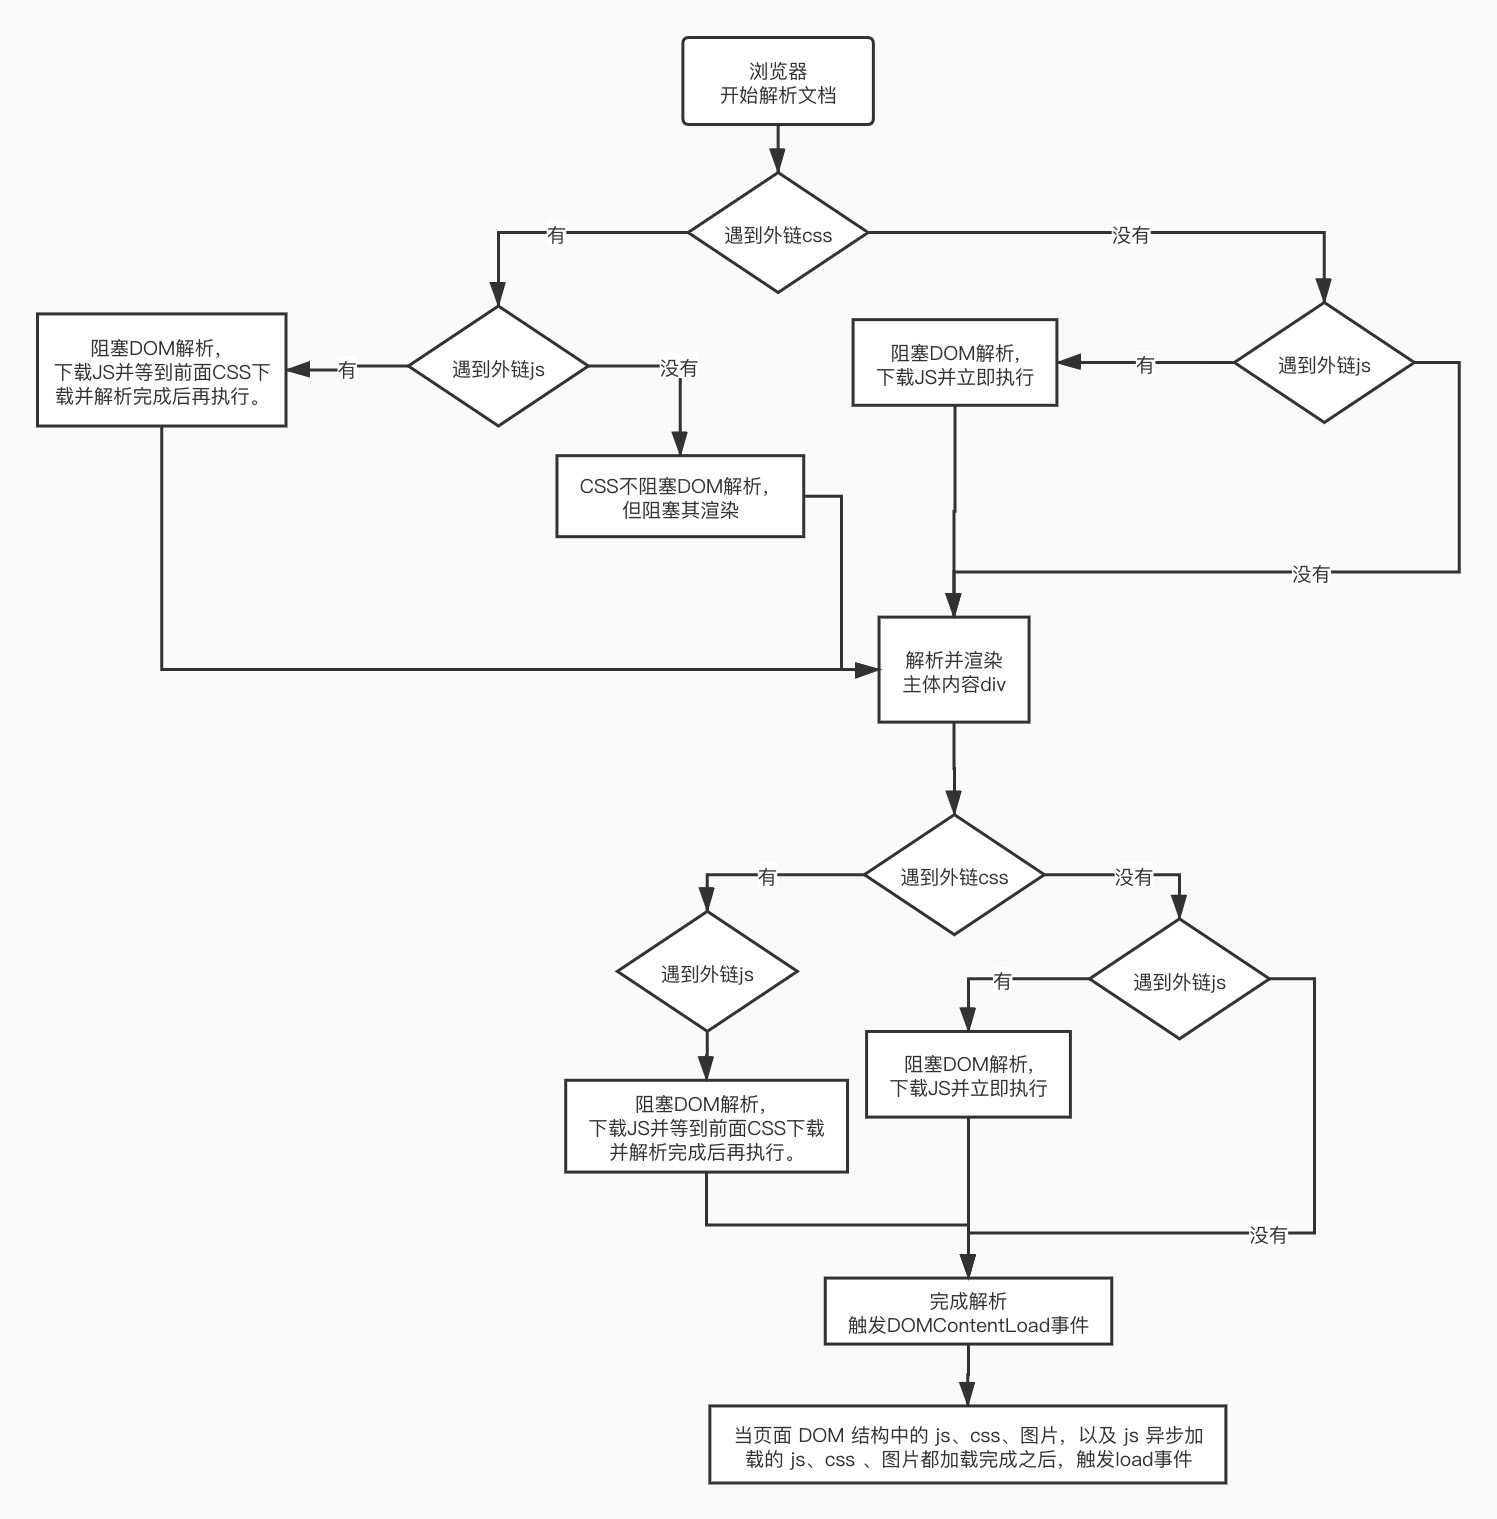 浏览器
开始解析文档
遇到外链css
有
没有
遇到外链js
有
没有
阻塞DOM解析，
下载JS并等到前面CSS下
载并解析完成后再执行。
CSS不阻塞DOM解析，
但阻塞其渲染
遇到外链js
有
阻塞DOM解析，
下载JS并立即执行
没有
解析并渲染
主体内容div
遇到外链css
有
没有
遇到外链js
阻塞DOM解析，
下载JS并等到前面CSS下载
并解析完成后再执行。
遇到外链js
有
阻塞DOM解析，
下载JS并立即执行
没有
完成解析
触发DOMContentLoad事件
当页面 DOM 结构中的 js、css、图片，以及 js 异步加
载的 js、css 、图片都加载完成之后，触发load事件